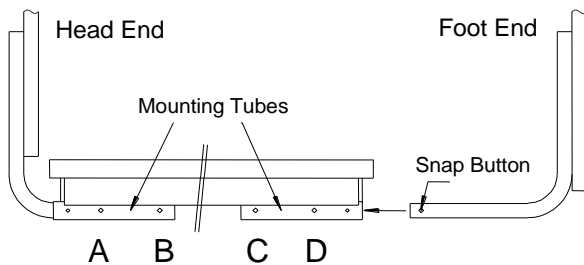 Head End
Foot End
Mounting Tubes
Snap Button
A B C D